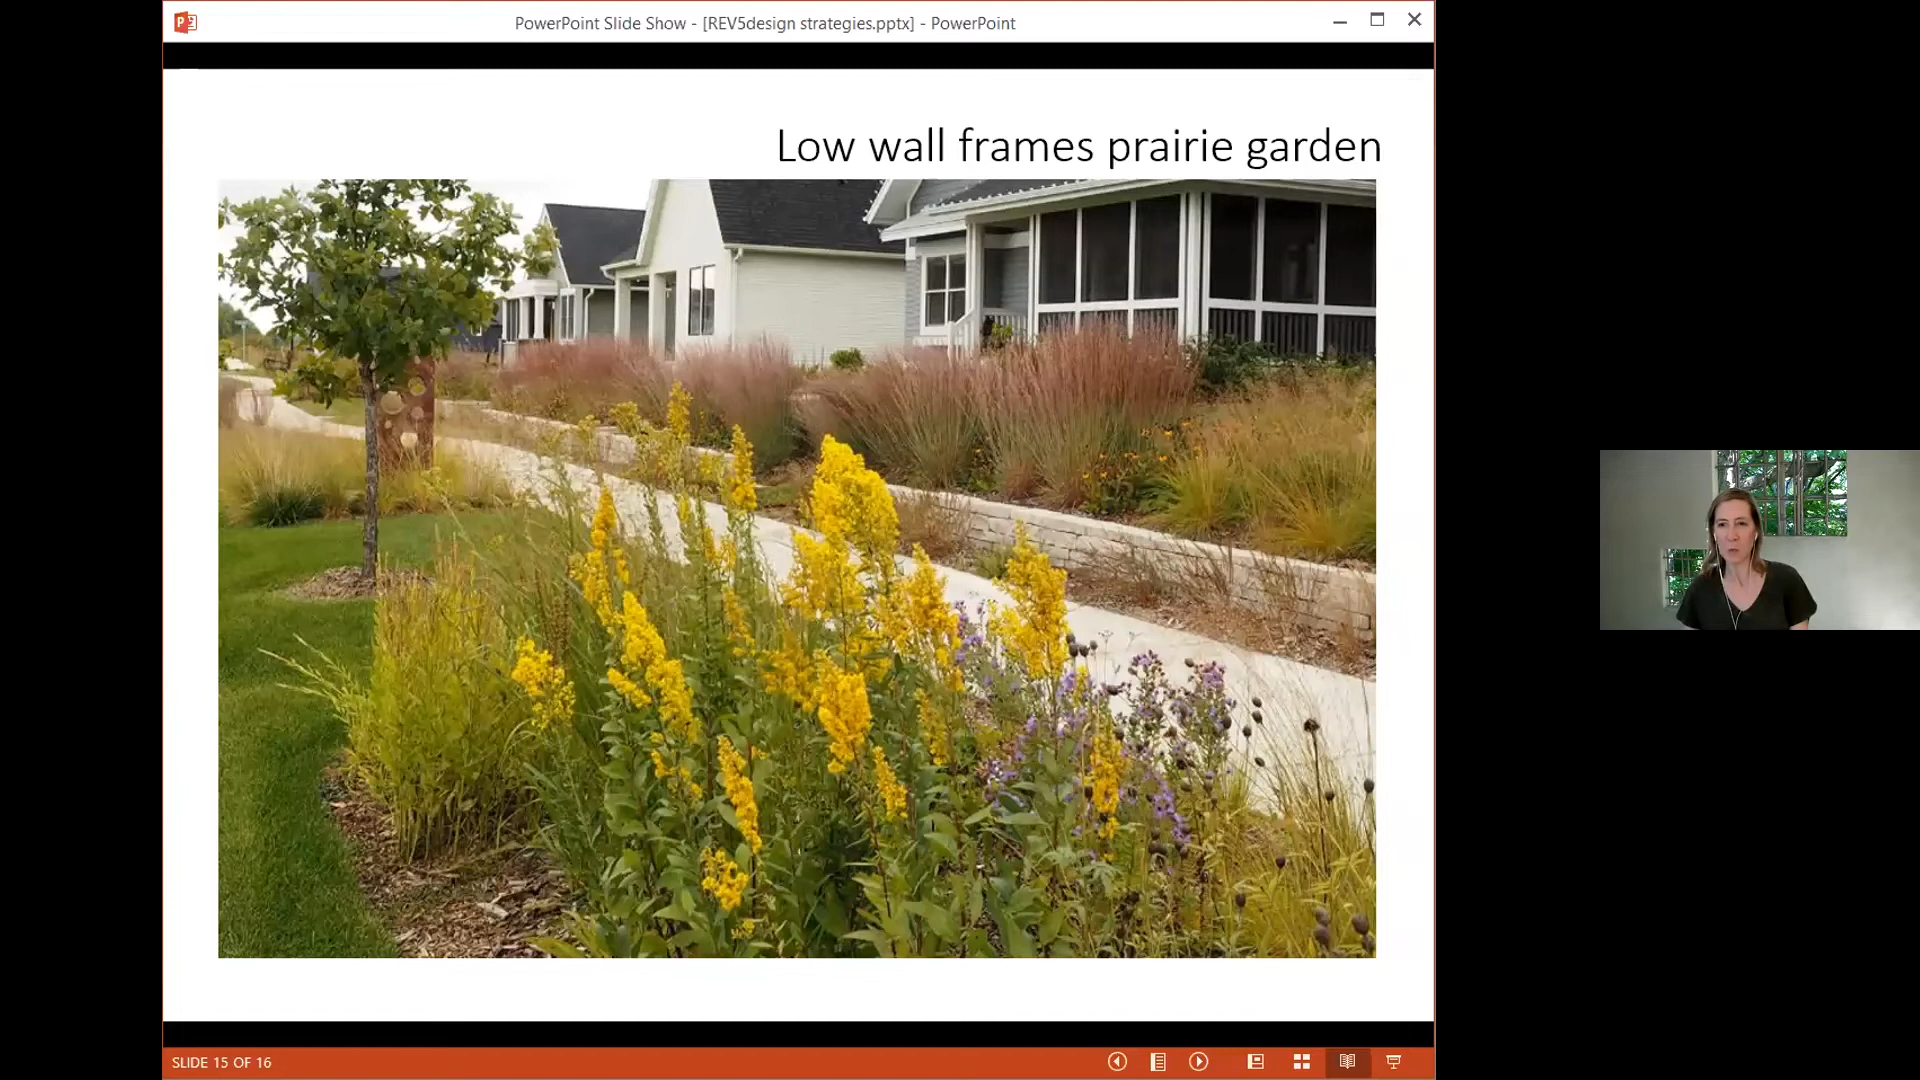 PowerPoint Slide Show - [REV5design strategies.pptx] - PowerPoint
Low wall frames prairie garden
SLIDE 15 OF 16